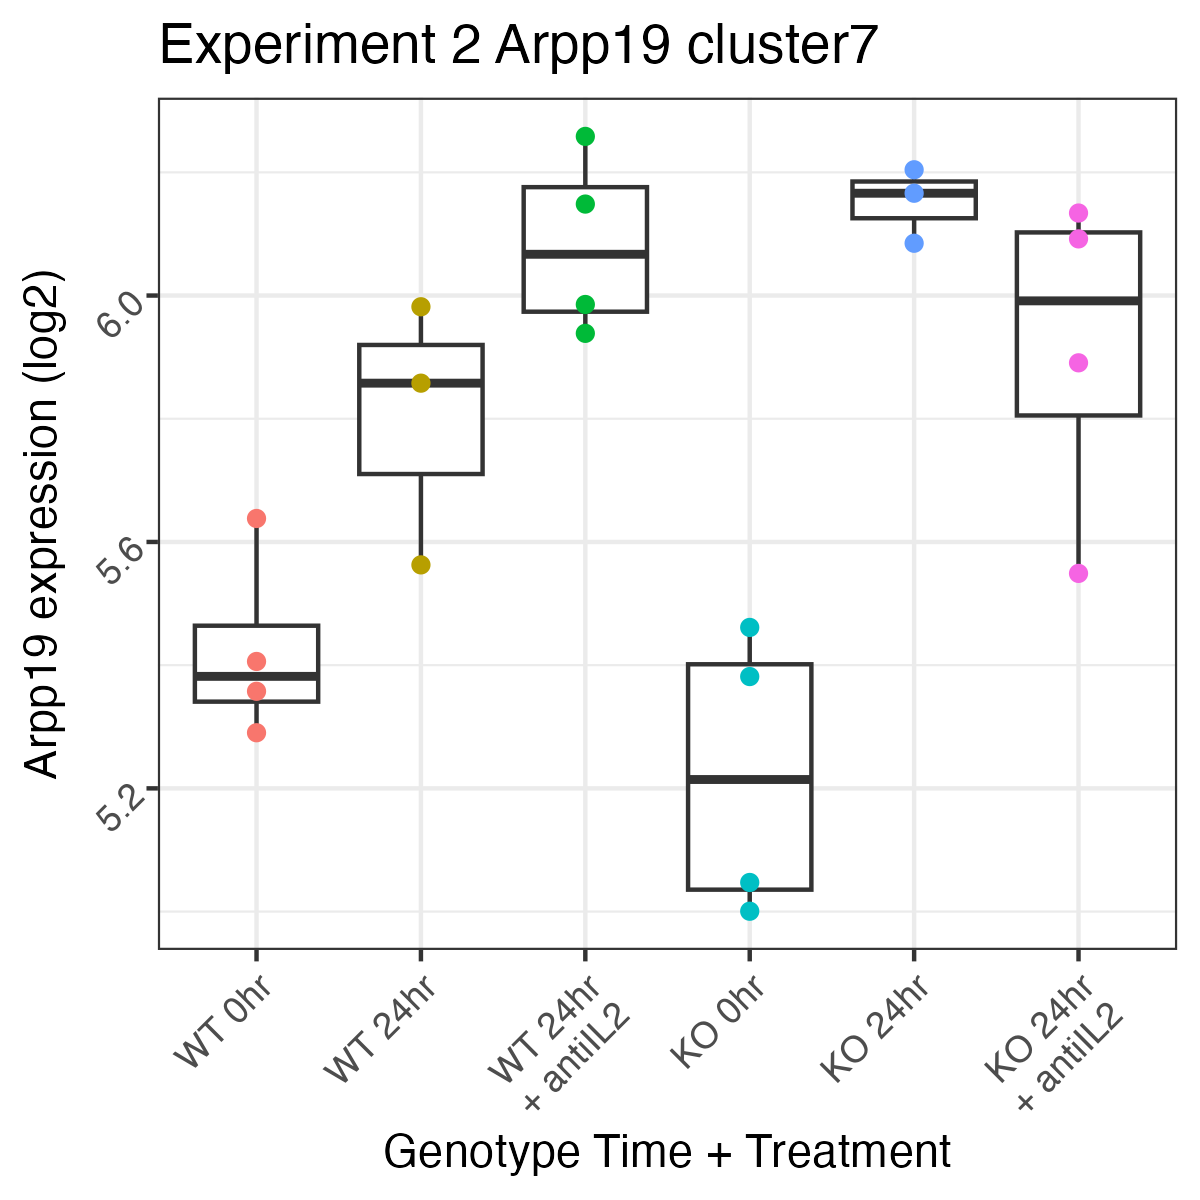 Experiment 2 Arpp19 cluster7
Arpp19 expression (log2)
6.0
5.6
5.2
WT 0hr
WT 24hr
WT 24hr
+ antiIL2
KO 0hr
KO 24hr
KO 24hr
+ antiIL2
Genotype Time + Treatment